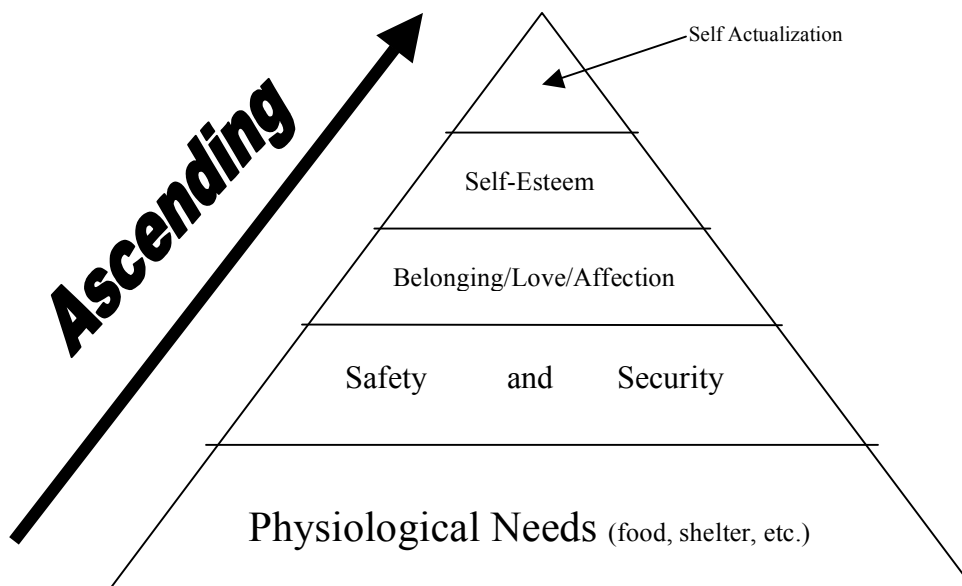 Self Actualization
Ascending
Self-Esteem
Belonging/Love/Affection
Safety and Security
Physiological Needs (food, shelter, etc.)